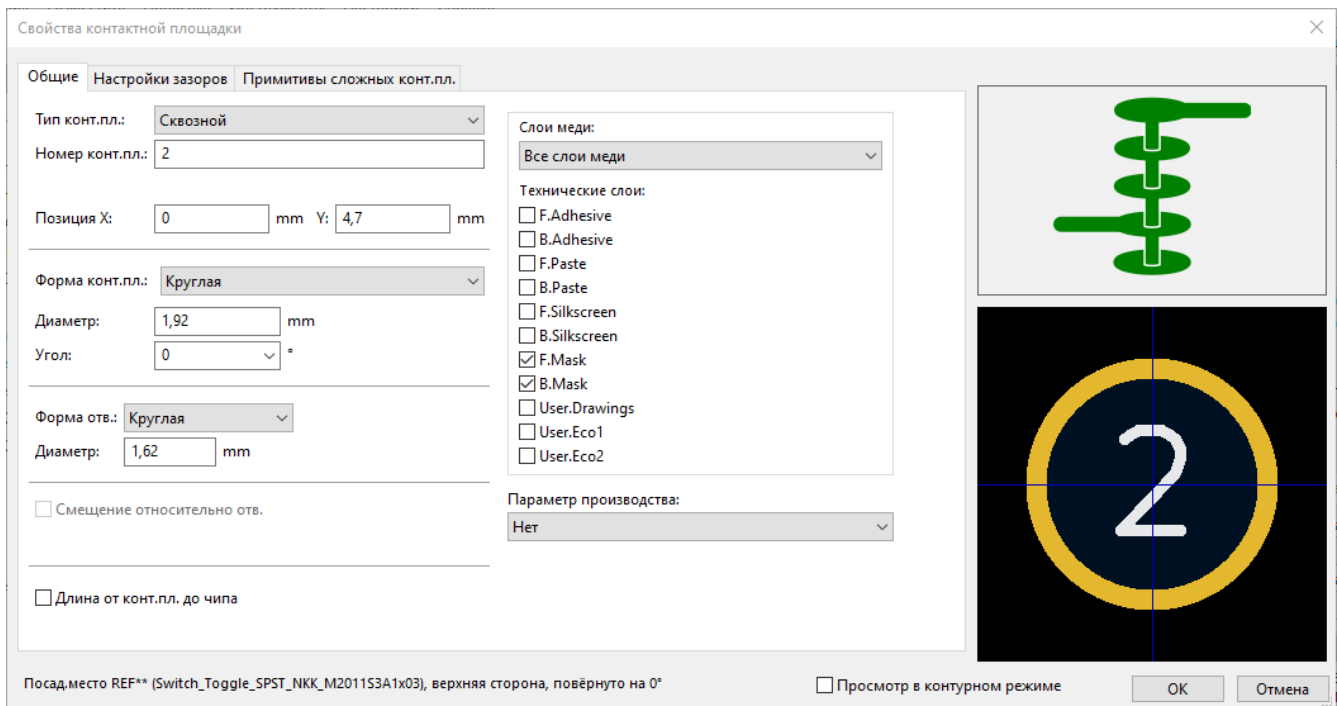 Свойства контактной площадки
Общие Настройки зазоров Примитивы сложных конт.пл.
Тип конт.пл.: Сквозной
Номер конт.пл.: 2
Позиция X: 0 mm Y: 4,7 mm
Форма конт.пл.: Круглая
Диаметр: 1,92 mm
Угол: 0 °
Форма отв.: Круглая
Диаметр: 1,62 mm
Смещение относительно отв.
Длина от конт.пл. до чипа
Слои меди:
Все слои меди
Технические слои:
F.Adhesive
B.Adhesive
F.Paste
B.Paste
F.Silkscreen
B.Silkscreen
F.Mask
B.Mask
User.Drawings
User.Eco1
User.Eco2
Параметр производства:
Нет
2
Посад.место REF** (Switch_Toggle_SPST_NKK_M2011S3A1x03), верхняя сторона, повёрнуто на 0°
Просмотр в контурном режиме
OK Отмена